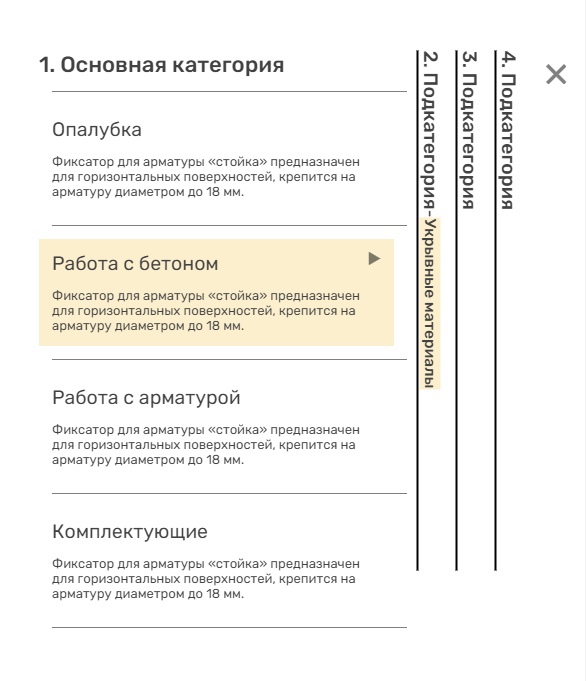 1. Основная категория
Опалубка
Фиксатор для арматуры «стойка» предназначен
для горизонтальных поверхностей, крепится на
арматуру диаметром до 18 мм.
Работа с бетоном
Фиксатор для арматуры «стойка» предназначен
для горизонтальных поверхностей, крепится на
арматуру диаметром до 18 мм.
Работа с арматурой
Фиксатор для арматуры «стойка» предназначен
для горизонтальных поверхностей, крепится на
арматуру диаметром до 18 мм.
Комплектующие
Фиксатор для арматуры «стойка» предназначен
для горизонтальных поверхностей, крепится на
арматуру диаметром до 18 мм.
2. Подкатегория-Укрывные материалы
3. Подкатегория
4. Подкатегория